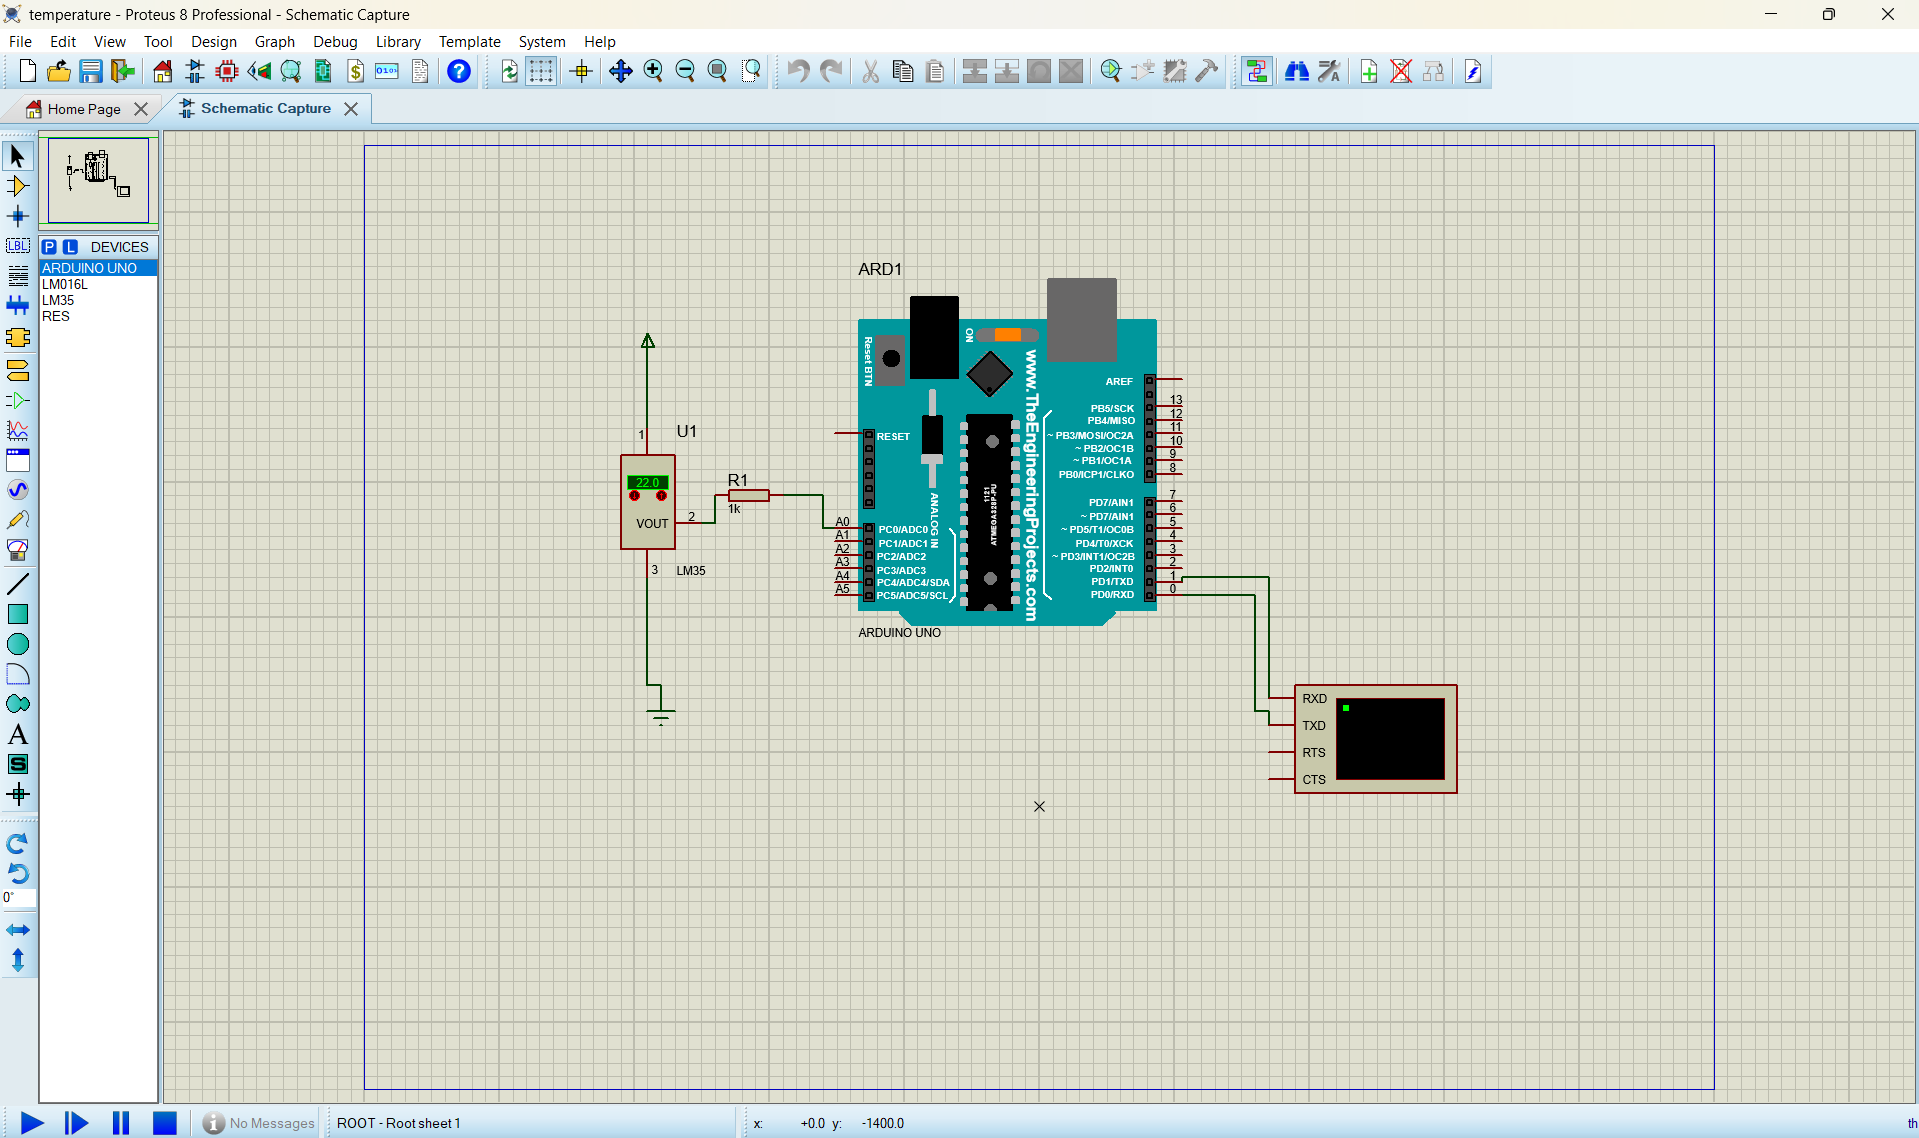 temperature - Proteus 8 Professional - Schematic Capture
File Edit View Tool Design Graph Debug Library Template System Help
Home Page
Schematic Capture
LBL
P L DEVICES
ARDUINO UNO
LM016L
LM35
RES
A
S
0°
ARD1
Reset BTN
ON
www.TheEngineeringProjects.com
AREF
RESET
ANALOG IN
1121
ATMEGA328P-PU
PB5/SCK 13
PB4/MISO 12
~ PB3/MOSI/OC2A 11
~ PB2/OC1B 10
~ PB1/OC1A 9
PB0/ICP1/CLKO 8
PD7/AIN1 7
~ PD7/AIN1 6
~ PD5/T1/OC0B 5
PD4/T0/XCK 4
~ PD3/INT1/OC2B 3
PD2/INT0 2
PD1/TXD 1
PD0/RXD 0
A0 PC0/ADC0
A1 PC1/ADC1
A2 PC2/ADC2
A3 PC3/ADC3
A4 PC4/ADC4/SDA
A5 PC5/ADC5/SCL
ARDUINO UNO
1
U1
22.0
VOUT
2
3
LM35
R1
1k
RXD
TXD
RTS
CTS
No Messages
ROOT - Root sheet 1
x: +0.0 y: -1400.0
th